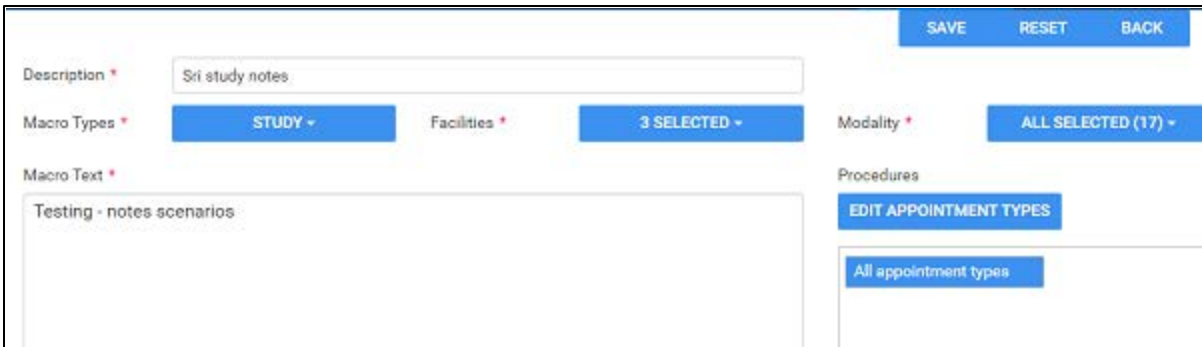 SAVE RESET BACK
Description * Sri study notes
Macro Types * STUDY Facilities * 3 SELECTED Modality * ALL SELECTED (17)
Macro Text * Procedures
Testing - notes scenarios EDIT APPOINTMENT TYPES
All appointment types